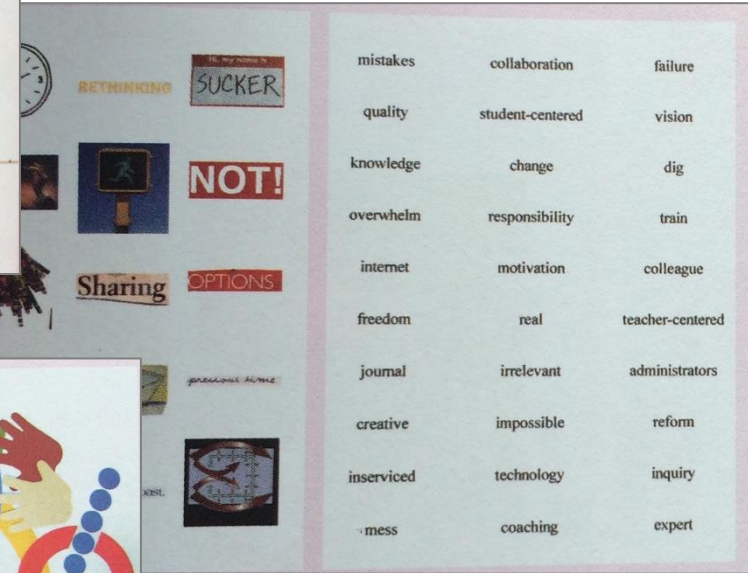 RETHINKING
Hi, my name is
SUCKER
NOT!
Sharing
OPTIONS
precious time
past.
mistakes collaboration failure
quality student-centered vision
knowledge change dig
overwhelm responsibility train
internet motivation colleague
freedom real teacher-centered
journal irrelevant administrators
creative impossible reform
inserviced technology inquiry
mess coaching expert